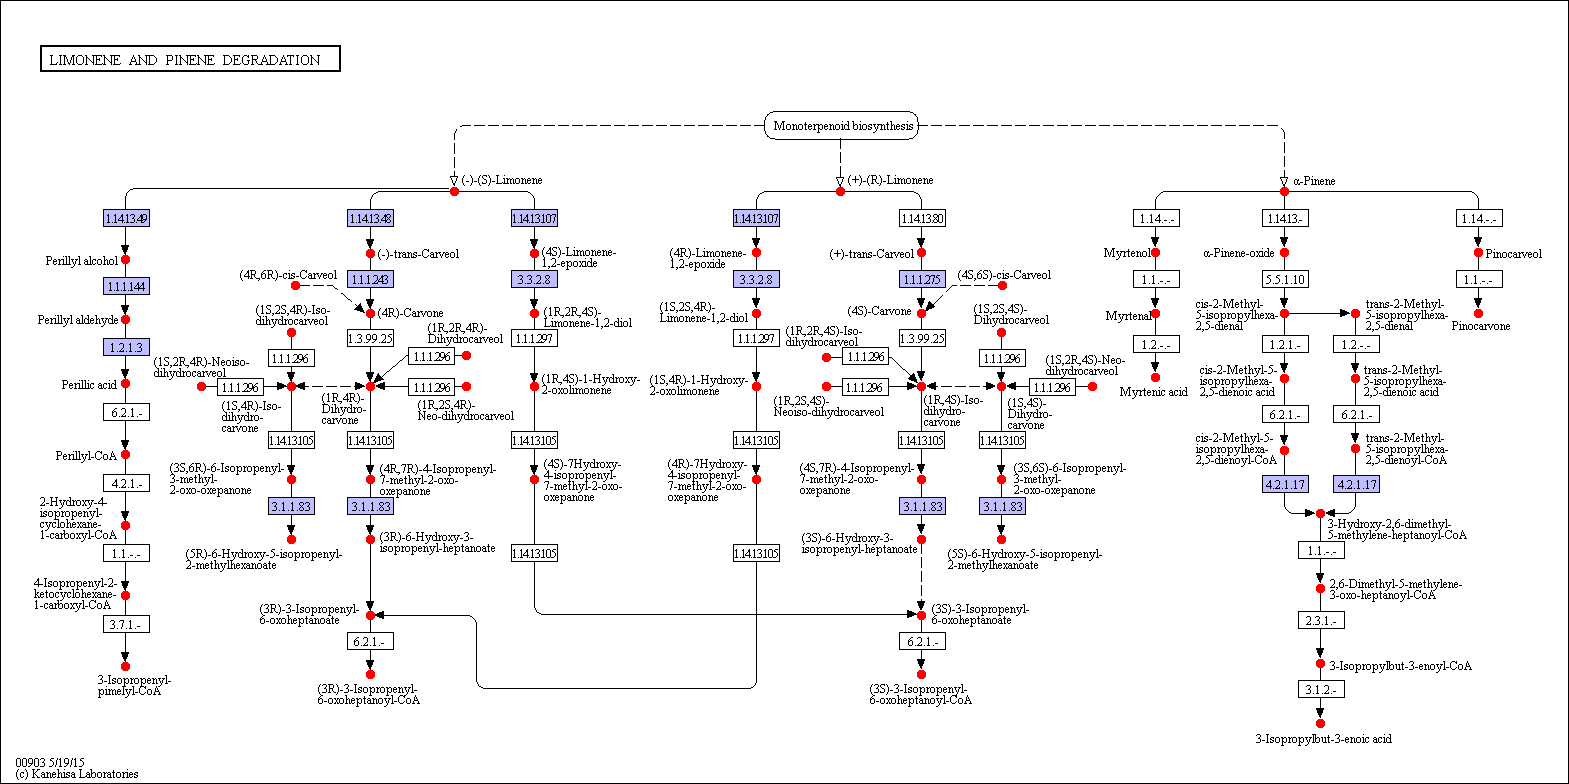 LIMONENE AND PINENE DEGRADATION
Monoterpenoid biosynthesis
(-)-(S)-Limonene
(+)-(R)-Limonene
α-Pinene
1.14.13.49
1.14.13.48
1.14.13.107
1.14.13.107
1.14.13.80
1.14.-.-
1.14.13.-
1.14.-.-
Perillyl alcohol
(-)-trans-Carveol
(4S)-Limonene-
1,2-epoxide
(4R)-Limonene-
1,2-epoxide
(+)-trans-Carveol
Myrtenol
α-Pinene-oxide
Pinocarveol
1.1.1.144
(4R,6R)-cis-Carveol
1.1.1.243
3.3.2.8
3.3.2.8
1.1.1.275
(4S,6S)-cis-Carveol
1.1.-.-
5.5.1.10
1.1.-.-
Perillyl aldehyde
(1S,2S,4R)-Iso-
dihydrocarveol
(4R)-Carvone
(1R,2R,4S)-
Limonene-1,2-diol
(1S,2S,4R)-
Limonene-1,2-diol
(4S)-Carvone
(1S,2S,4S)-
Dihydrocarveol
Myrtenal
cis-2-Methyl-
5-isopropylhexa-
2,5-dienal
trans-2-Methyl-
5-isopropylhexa-
2,5-dienal
Pinocarvone
1.2.1.3
1.3.99.25
(1R,2R,4R)-
Dihydrocarveol
1.1.1.297
1.1.1.297
(1R,2R,4S)-Iso-
dihydrocarveol
1.3.99.25
1.2.-.-
1.2.1.-
1.2.-.-
(1S,2R,4R)-Neoiso-
dihydrocarveol
1.1.1.296
1.1.1.296
1.1.1.296
1.1.1.296
(1S,2R,4S)-Neo-
dihydrocarveol
Perillic acid
1.1.1.296
1.1.1.296
1.1.1.296
1.1.1.296
(1R,4S)-1-Hydroxy-
2-oxolimonene
(1S,4R)-1-Hydroxy-
2-oxolimonene
Myrtenic acid
cis-2-Methyl-5-
isopropylhexa-
2,5-dienoic acid
trans-2-Methyl-
5-isopropylhexa-
2,5-dienoic acid
6.2.1.-
(1S,4R)-Iso-
dihydro-
carvone
(1R,4R)-
Dihydro-
carvone
(1R,2S,4R)-
Neo-dihydrocarveol
(1R,2S,4S)-
Neoiso-dihydrocarveol
(1R,4S)-Iso-
dihydro-
carvone
(1S,4S)-
Dihydro-
carvone
6.2.1.-
6.2.1.-
1.14.13.105
1.14.13.105
1.14.13.105
1.14.13.105
1.14.13.105
1.14.13.105
Perillyl-CoA
cis-2-Methyl-5-
isopropylhexa-
2,5-dienoyl-CoA
trans-2-Methyl-
5-isopropylhexa-
2,5-dienoyl-CoA
(3S,6R)-6-Isopropenyl-
3-methyl-
2-oxo-oxepanone
(4R,7R)-4-Isopropenyl-
7-methyl-2-oxo-
oxepanone
(4S)-7Hydroxy-
4-isopropenyl-
7-methyl-2-oxo-
oxepanone
(4R)-7Hydroxy-
4-isopropenyl-
7-methyl-2-oxo-
oxepanone
(4S,7R)-4-Isopropenyl-
7-methyl-2-oxo-
oxepanone
(3S,6S)-6-Isopropenyl-
3-methyl-
2-oxo-oxepanone
4.2.1.-
4.2.1.17
4.2.1.17
2-Hydroxy-4-
isopropenyl-
cyclohexane-
1-carboxyl-CoA
3.1.1.83
3.1.1.83
3.1.1.83
3.1.1.83
3-Hydroxy-2,6-dimethyl-
5-methylene-heptanoyl-CoA
(5R)-6-Hydroxy-5-isopropenyl-
2-methylhexanoate
(3R)-6-Hydroxy-3-
isopropenyl-heptanoate
(3S)-6-Hydroxy-3-
isopropenyl-heptanoate
(5S)-6-Hydroxy-5-isopropenyl-
2-methylhexanoate
1.1.-.-
1.14.13.105
1.14.13.105
1.1.-.-
4-Isopropenyl-2-
ketocyclohexane-
1-carboxyl-CoA
2,6-Dimethyl-5-methylene-
3-oxo-heptanoyl-CoA
(3R)-3-Isopropenyl-
6-oxoheptanoate
(3S)-3-Isopropenyl-
6-oxoheptanoate
3.7.1.-
2.3.1.-
6.2.1.-
6.2.1.-
3-Isopropenyl-
pimelyl-CoA
3-Isopropylbut-3-enoyl-CoA
(3R)-3-Isopropenyl-
6-oxoheptanoyl-CoA
(3S)-3-Isopropenyl-
6-oxoheptanoyl-CoA
3.1.2.-
3-Isopropylbut-3-enoic acid
00903 5/19/15
(c) Kanehisa Laboratories